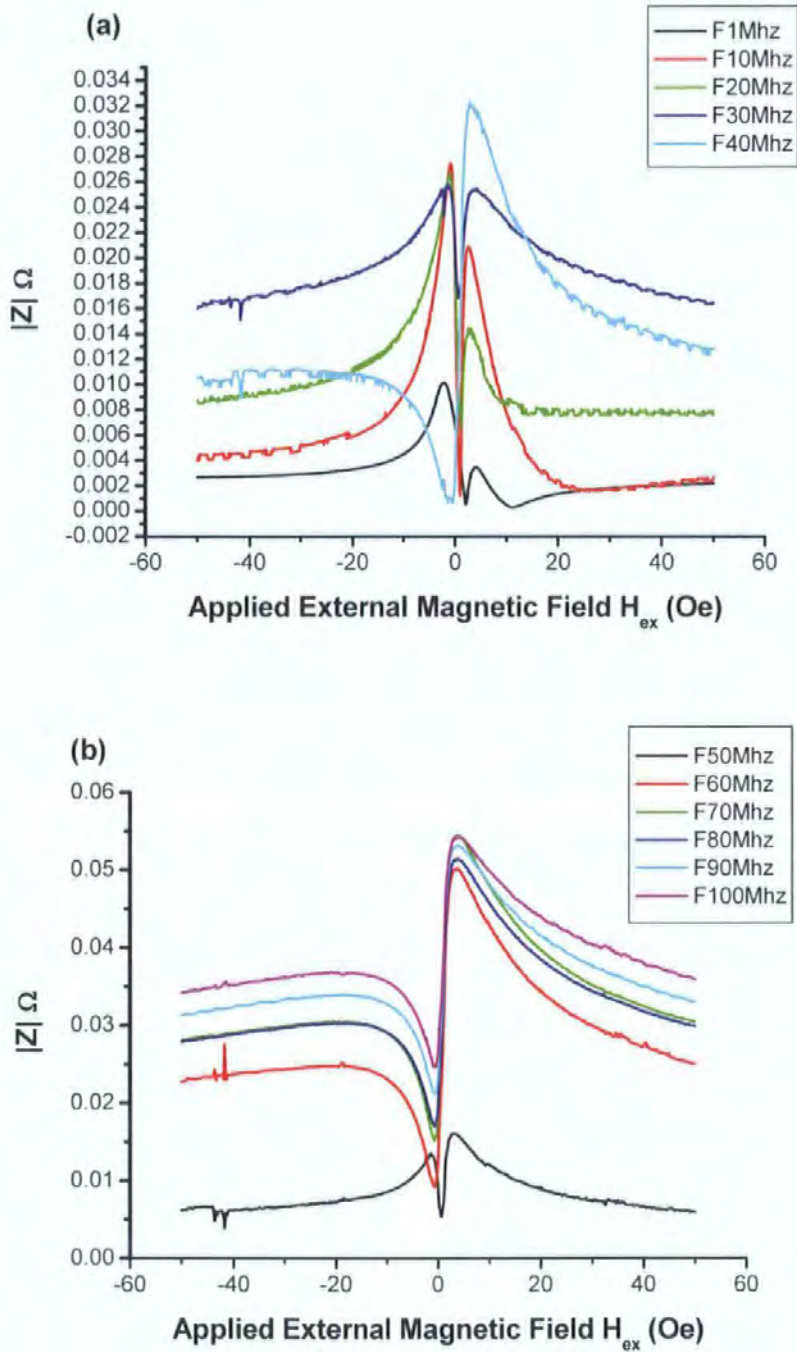 (a)
F1Mhz
F10Mhz
F20Mhz
F30Mhz
F40Mhz
0.034
0.032
0.030
0.028
0.026
0.024
0.022
0.020
0.018
0.016
0.014
0.012
0.010
0.008
0.006
0.004
0.002
0.000
-0.002
|Z| Ω
-60 -40 -20 0 20 40 60
Applied External Magnetic Field Hex (Oe)
(b)
F50Mhz
F60Mhz
F70Mhz
F80Mhz
F90Mhz
F100Mhz
0.06
0.05
0.04
0.03
0.02
0.01
0.00
|Z| Ω
-60 -40 -20 0 20 40 60
Applied External Magnetic Field Hex (Oe)